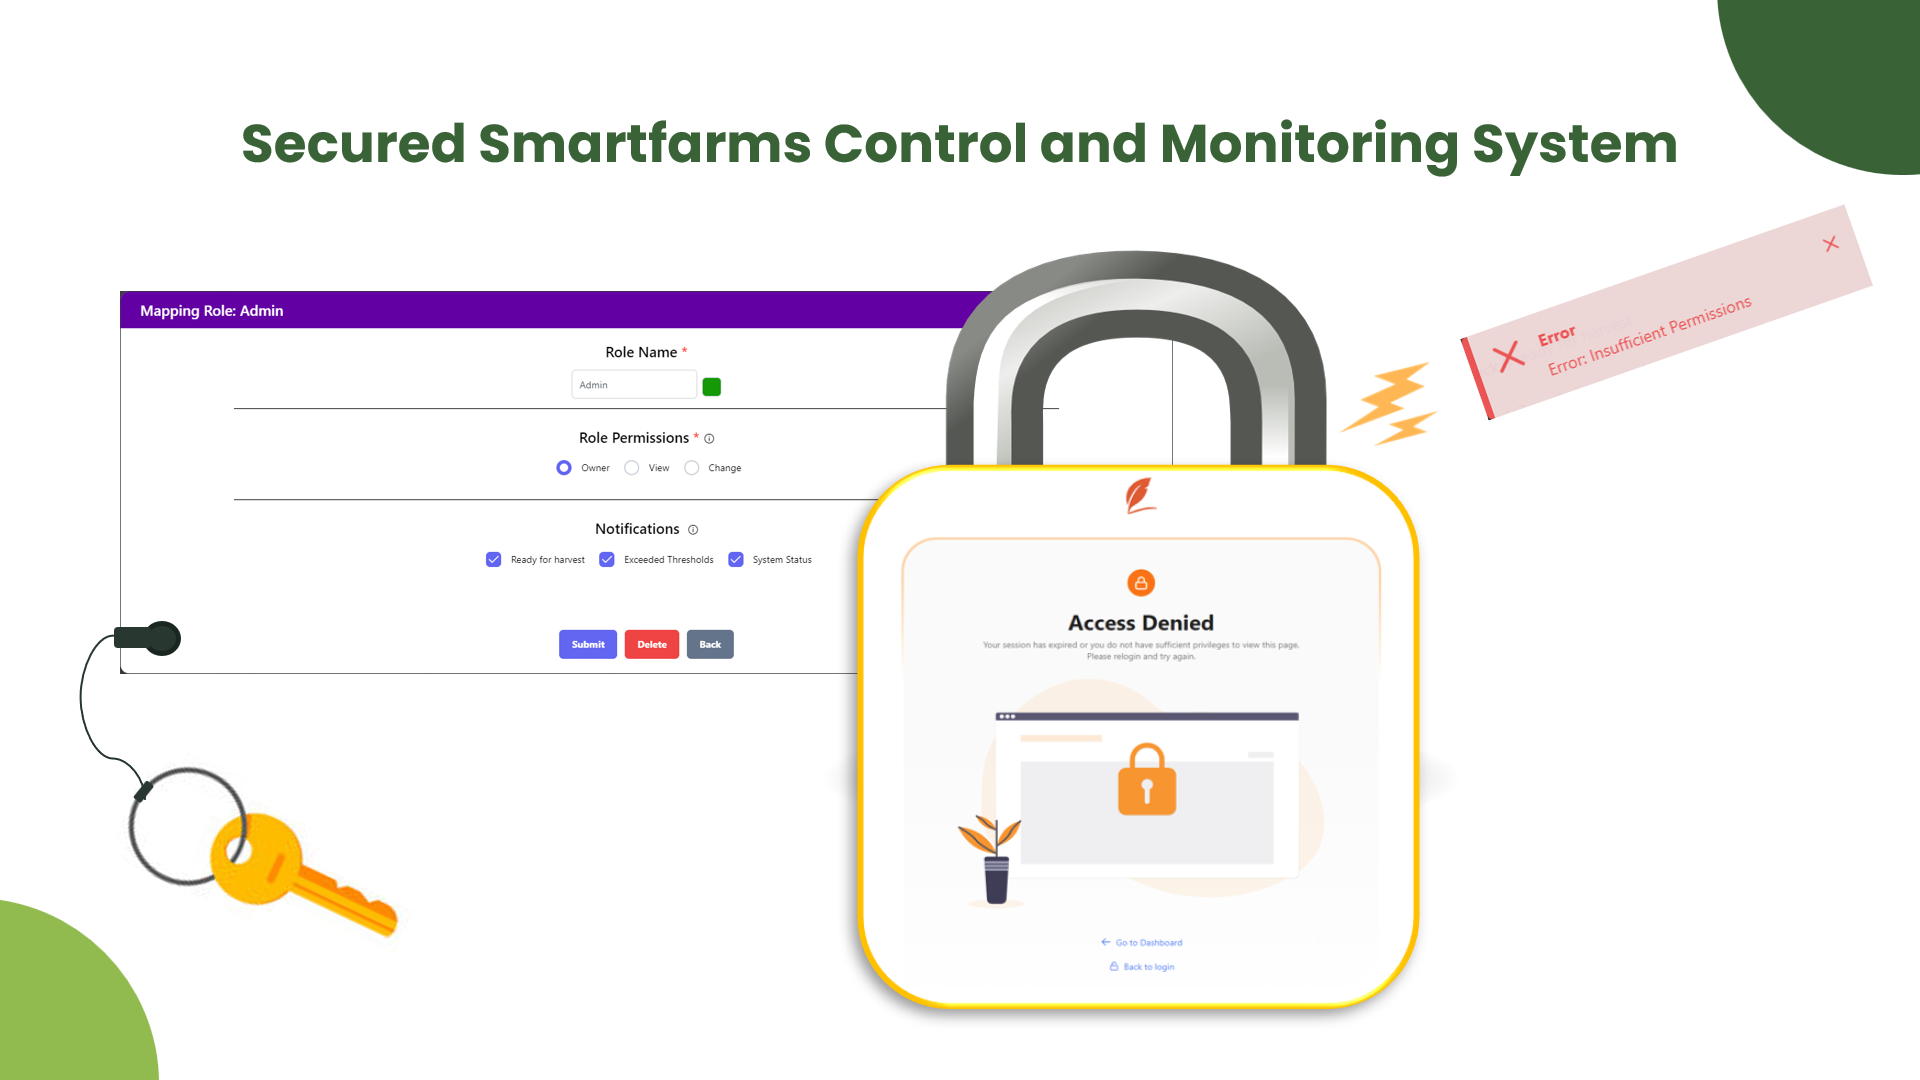 Secured Smartfarms Control and Monitoring System
Mapping Role: Admin
Role Name *
Admin
Role Permissions *
Owner View Change
Notifications
Ready for harvest Exceeded Thresholds System Status
Submit Delete Back
Error
Error: Insufficient Permissions
Access Denied
Your session has expired or you do not have sufficient privileges to view this page.
Please relogin and try again.
Go to Dashboard
Back to login